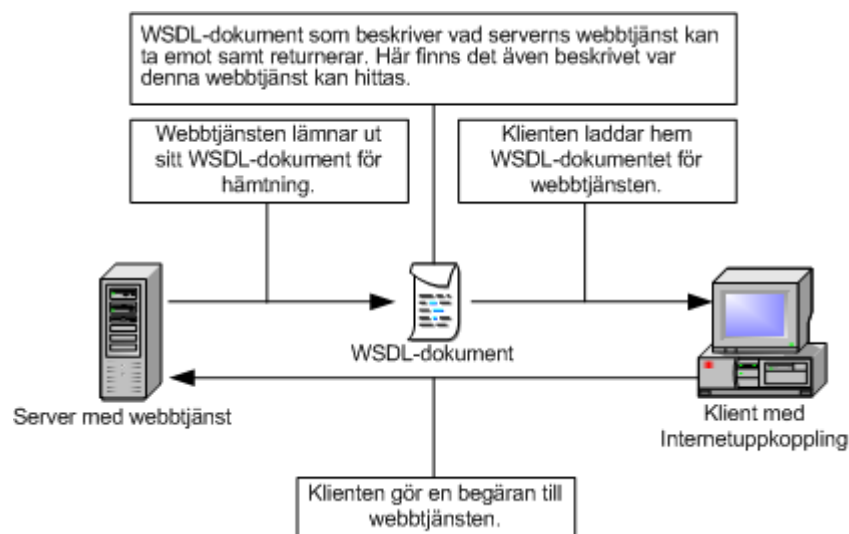 WSDL-dokument som beskriver vad serverns webbtjänst kan
ta emot samt returnerar. Här finns det även beskrivet var
denna webbtjänst kan hittas.
Webbtjänsten lämnar ut
sitt WSDL-dokument för
hämtning.
Klienten laddar hem
WSDL-dokumentet för
webbtjänsten.
WSDL-dokument
Server med webbtjänst
Klient med
Internetuppkoppling
Klienten gör en begäran till
webbtjänsten.